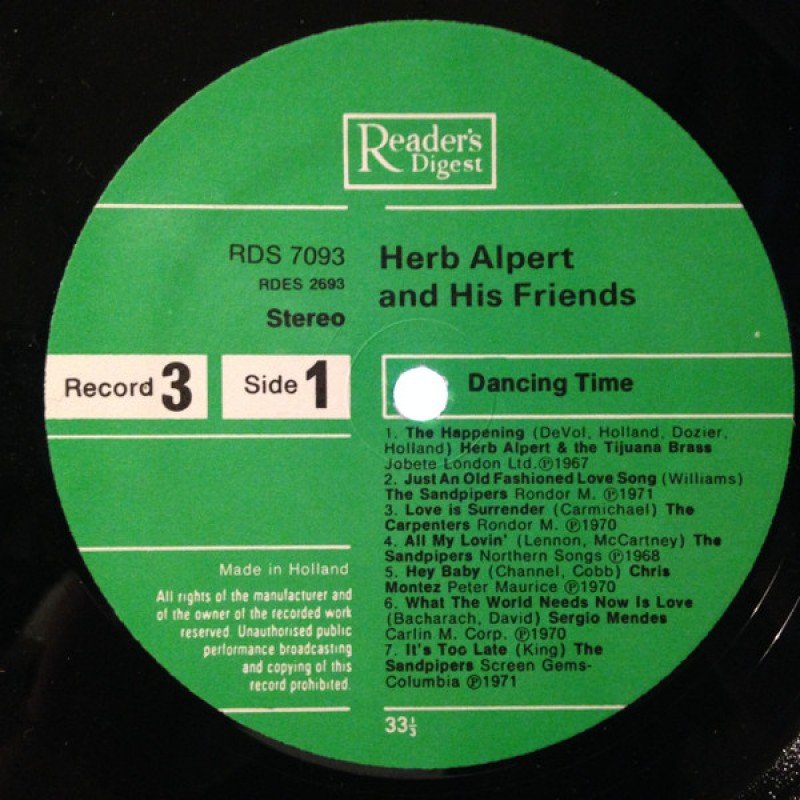 Reader's
Digest
RDS 7093
RDES 2693
Stereo
Herb Alpert
and His Friends
Record 3
Side 1
Dancing Time
1. The Happening (DeVol, Holland, Dozier,
Holland) Herb Alpert & the Tijuana Brass
Jobete London Ltd. ℗1967
2. Just An Old Fashioned Love Song (Williams)
The Sandpipers Rondor M. ℗1971
3. Love is Surrender (Carmichael) The
Carpenters Rondor M. ℗1970
4. All My Lovin' (Lennon, McCartney) The
Sandpipers Northern Songs ℗1968
5. Hey Baby (Channel, Cobb) Chris
Montez Peter Maurice ℗1970
6. What The World Needs Now Is Love
(Bacharach, David) Sergio Mendes
Carlin M. Corp. ℗1970
7. It's Too Late (King) The
Sandpipers Screen Gems-
Columbia ℗1971
Made in Holland
All rights of the manufacturer and
of the owner of the recorded work
reserved. Unauthorised public
performance broadcasting
and copying of this
record prohibited.
33⅓